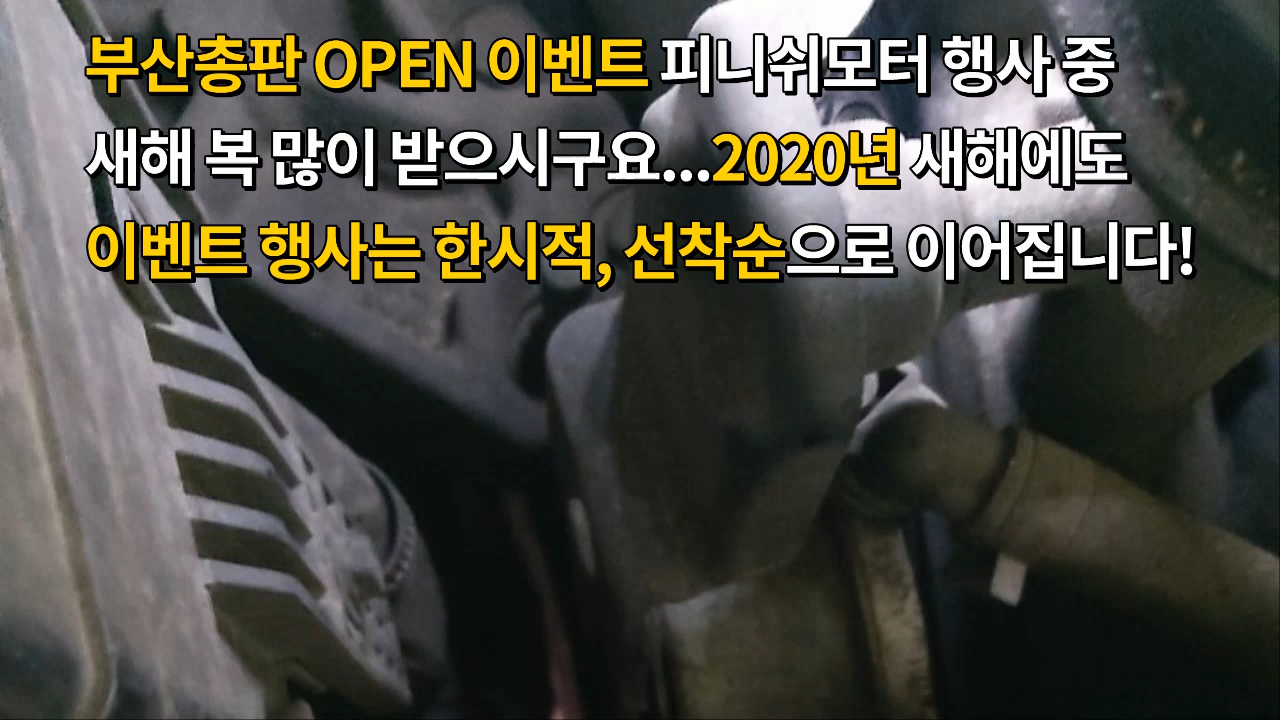 부산총판 OPEN 이벤트 피니쉬모터 행사 중
새해 복 많이 받으시구요...2020년 새해에도
이벤트 행사는 한시적, 선착순으로 이어집니다!